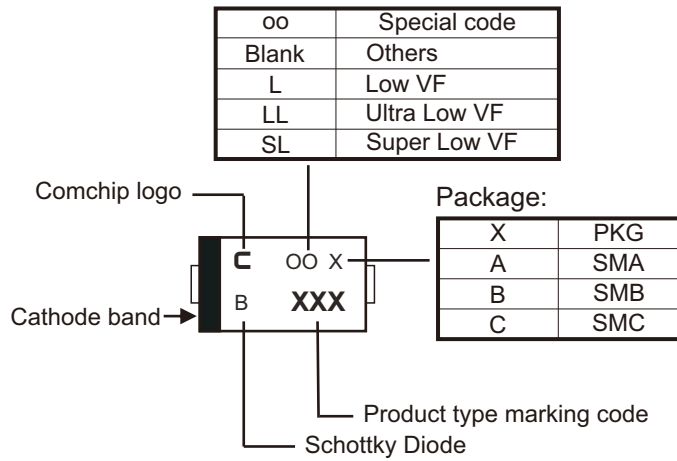 oo Special code
Blank Others
L Low VF
LL Ultra Low VF
SL Super Low VF
Comchip logo
Package:
X PKG
A SMA
B SMB
C SMC
C OO X
B XXX
Cathode band
Product type marking code
Schottky Diode